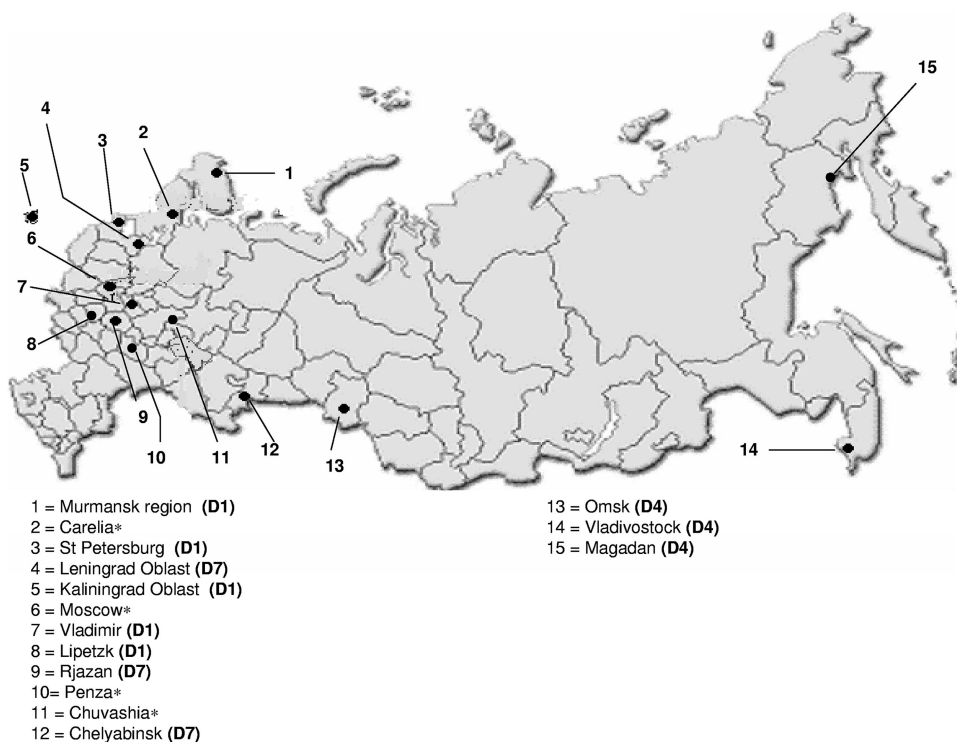 15
4
3
2
5
1
6
7
8
9
10
11
12
13
14
1 = Murmansk region (D1)
2 = Carelia*
3 = St Petersburg (D1)
4 = Leningrad Oblast (D7)
5 = Kaliningrad Oblast (D1)
6 = Moscow*
7 = Vladimir (D1)
8 = Lipetzk (D1)
9 = Rjazan (D7)
10= Penza*
11 = Chuvashia*
12 = Chelyabinsk (D7)
13 = Omsk (D4)
14 = Vladivostock (D4)
15 = Magadan (D4)